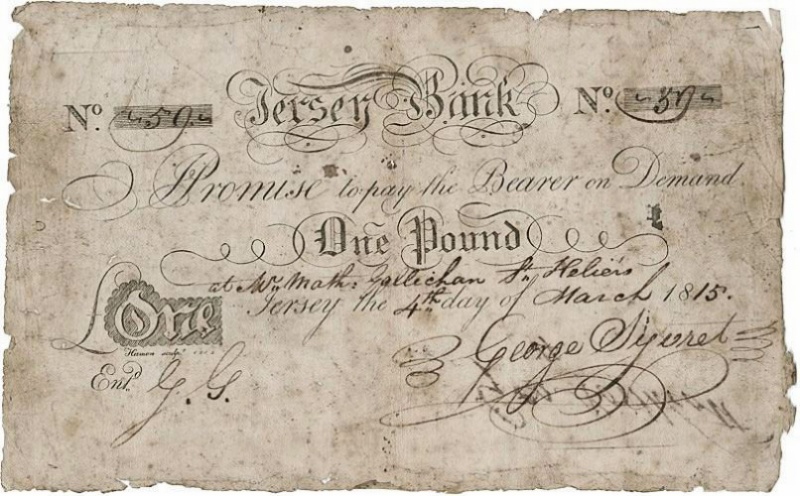 No. 59 Jersey Bank No. 59
I Promise to pay the Bearer on Demand
One Pound
at Mr. Math: Gallichan St. Heliers
Jersey the 4th day of March 1815.
£ One
George Syvret
Ent.d G. G.